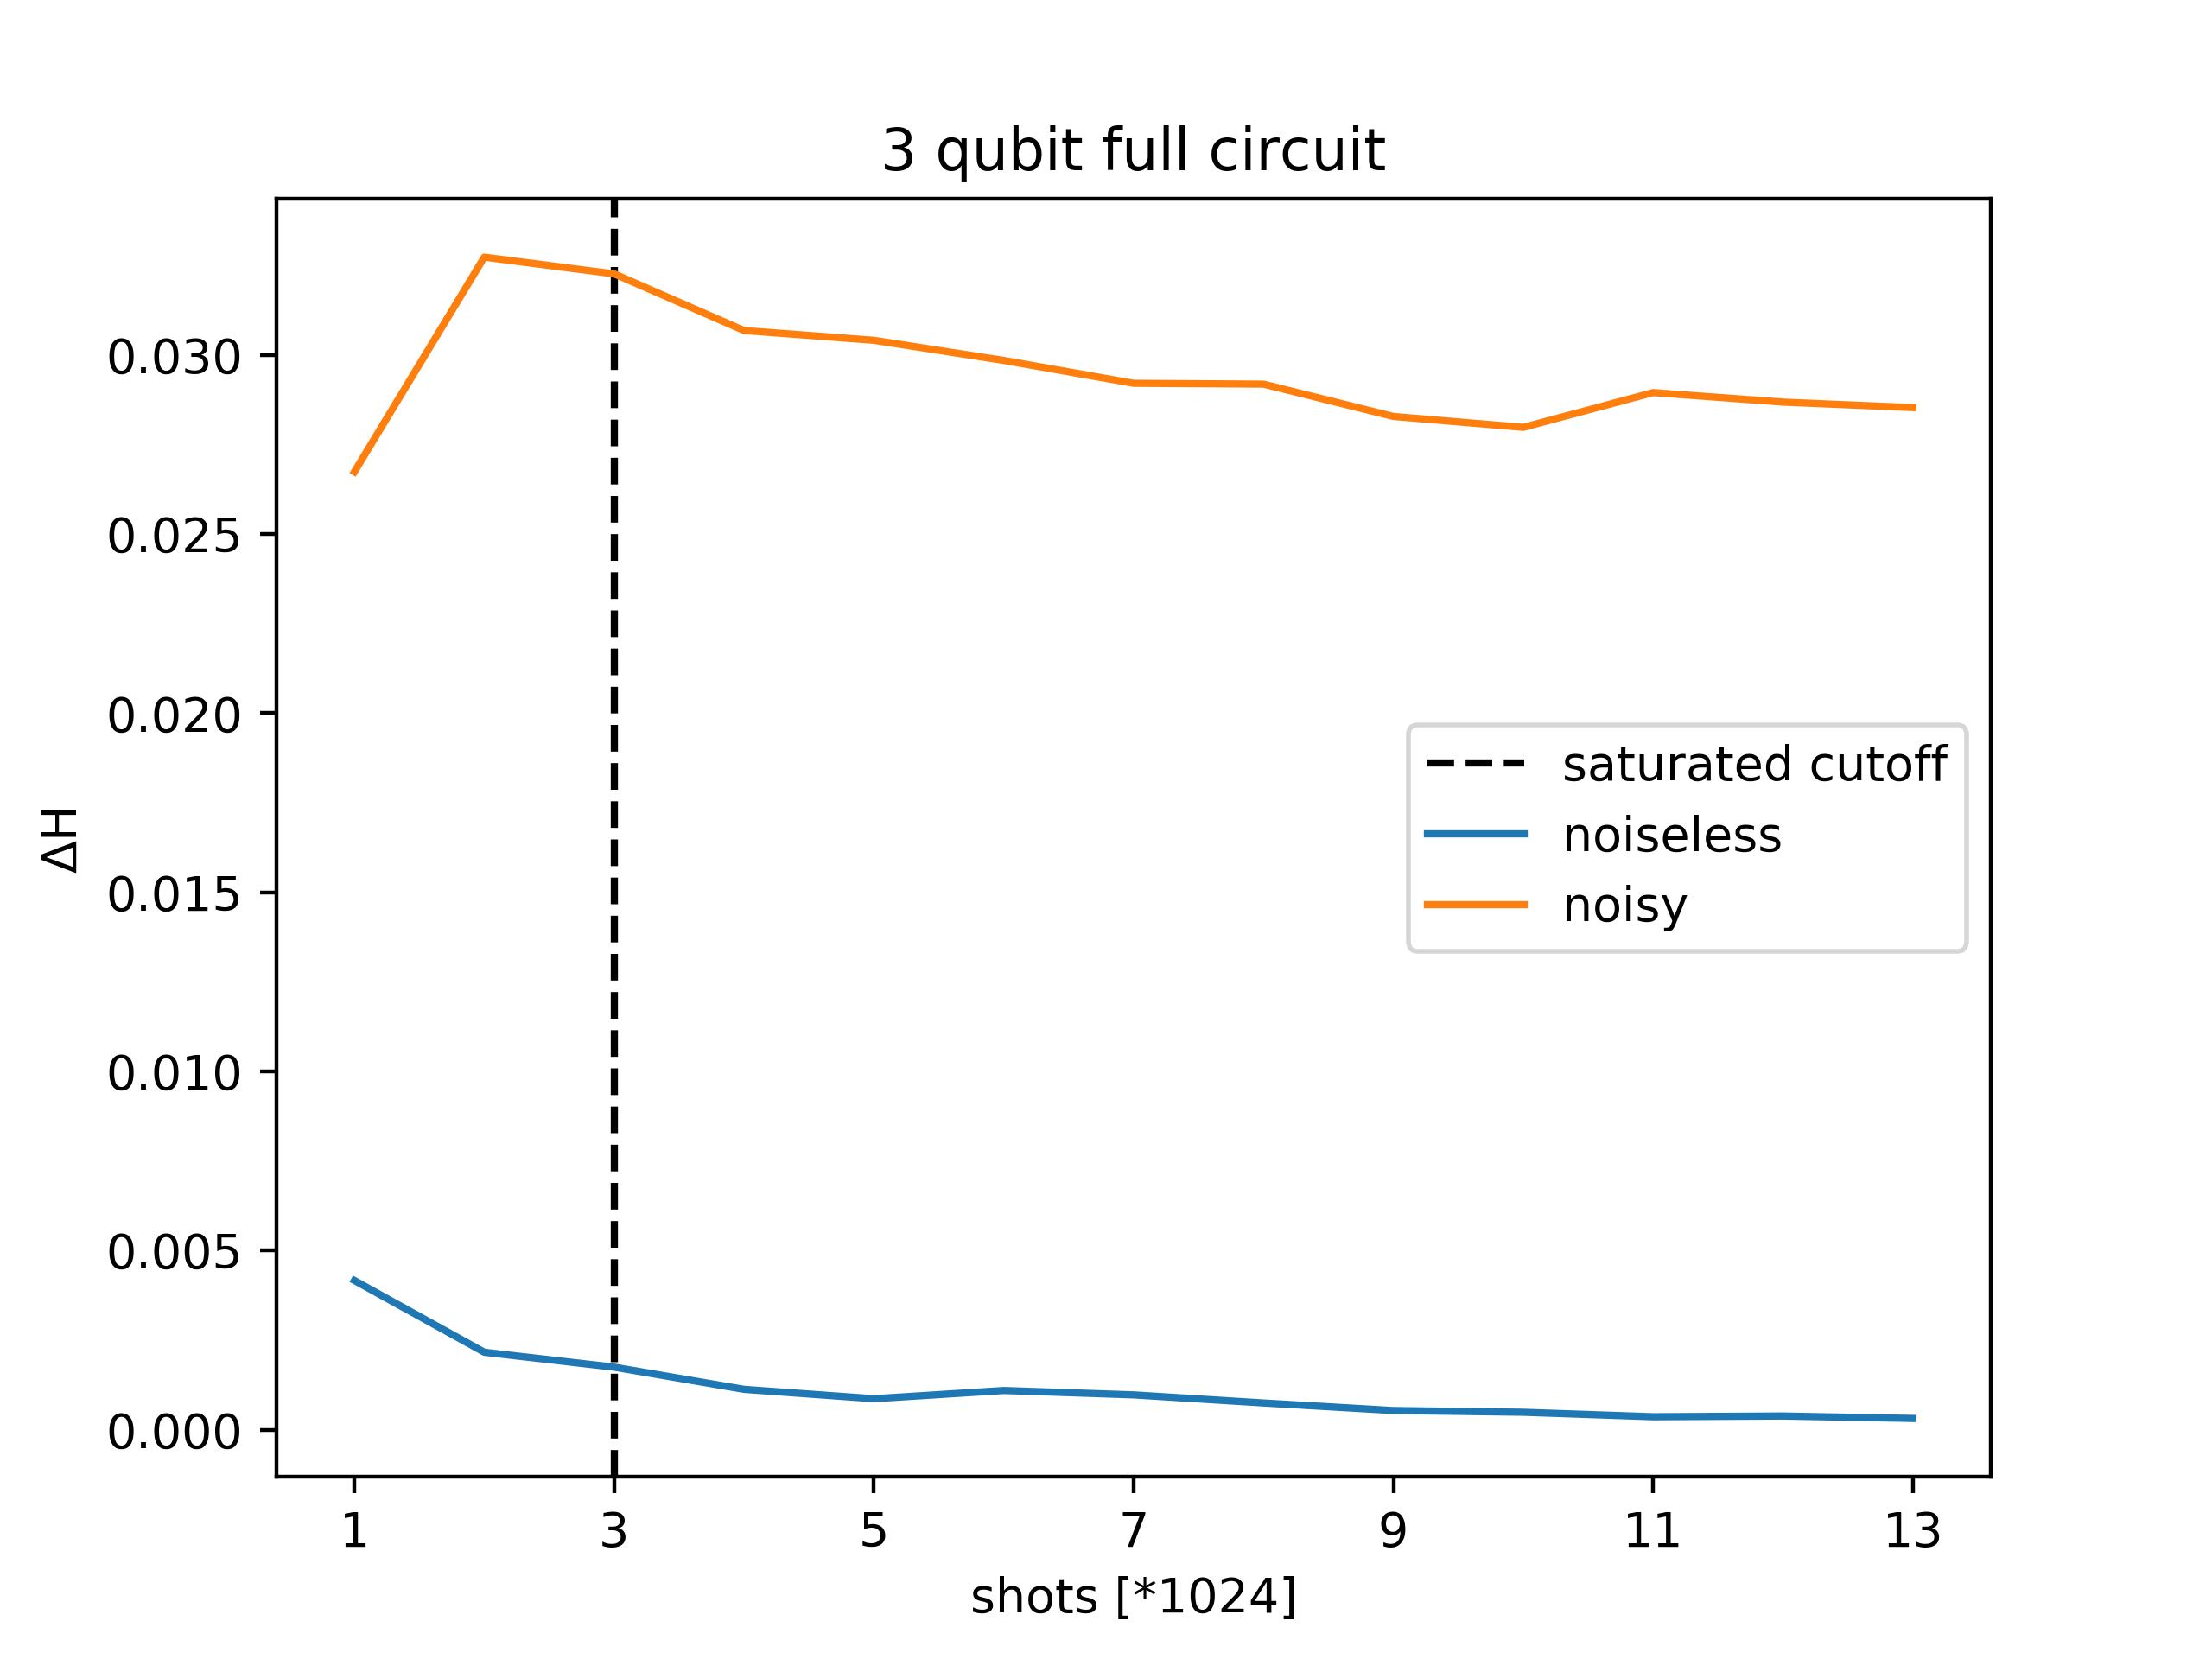 3 qubit full circuit
0.030
0.025
0.020
0.015
0.010
0.005
0.000
ΔH
saturated cutoff
noiseless
noisy
1 3 5 7 9 11 13
shots [*1024]